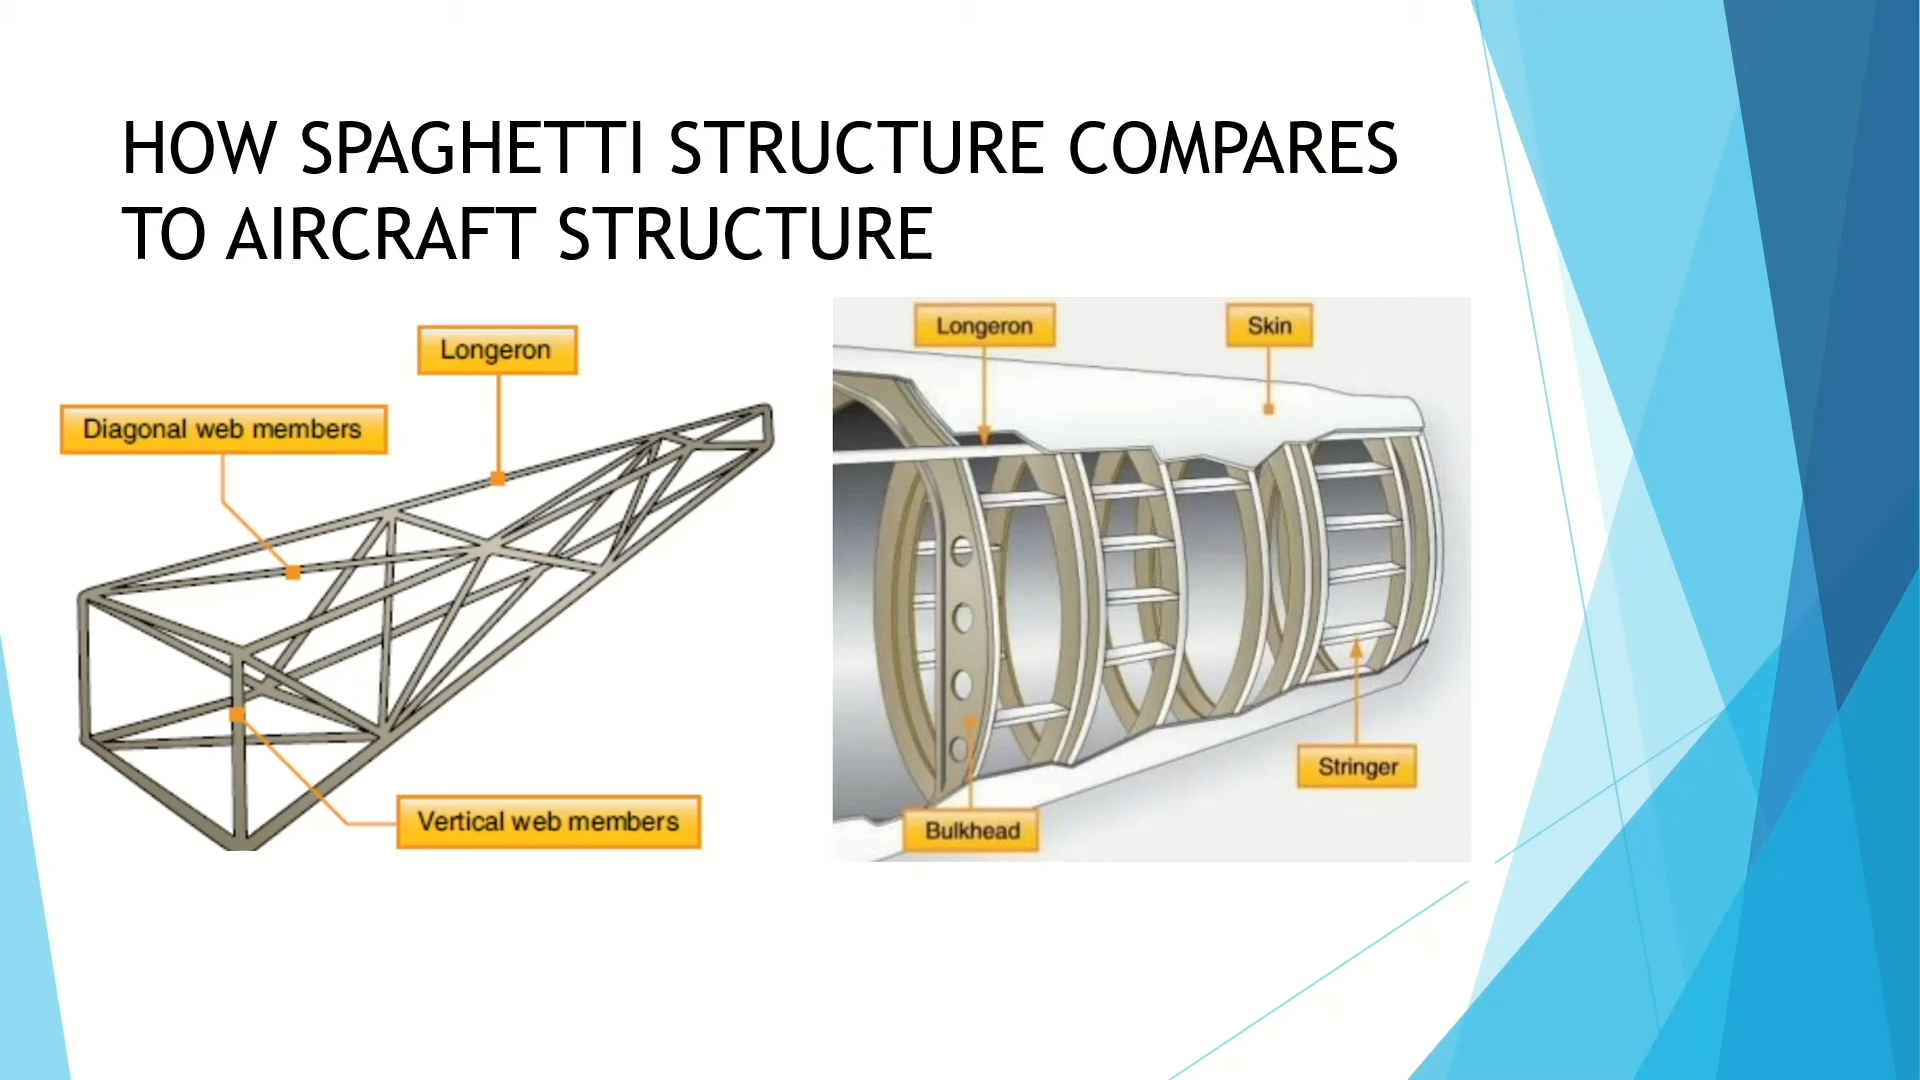 HOW SPAGHETTI STRUCTURE COMPARES
TO AIRCRAFT STRUCTURE
Longeron
Diagonal web members
Vertical web members
Longeron
Skin
Stringer
Bulkhead